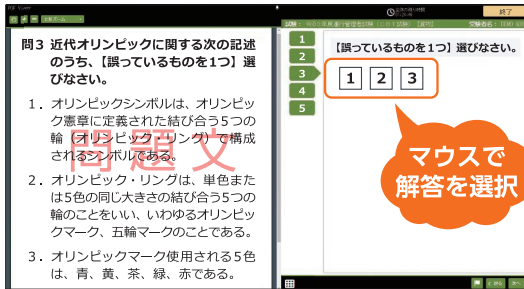 終了
問3 近代オリンピックに関する次の記述
のうち、【誤っているものを1つ】選
びなさい。
1．オリンピックシンボルは、オリンピッ
ク憲章に定義された結び合う5つの
輪（オリンピック・リング）で構成
されるシンボルである。
2．オリンピック・リングは、単色また
は5色の同じ大きさの結び合う5つの
輪のことをいい、いわゆるオリンピッ
クマーク、五輪マークのことである。
3．オリンピックマーク使用される5色
は、青、黄、茶、緑、赤である。
問題文
1
2
3
4
5
【誤っているものを1つ】選びなさい。
1 2 3
マウスで
解答を選択